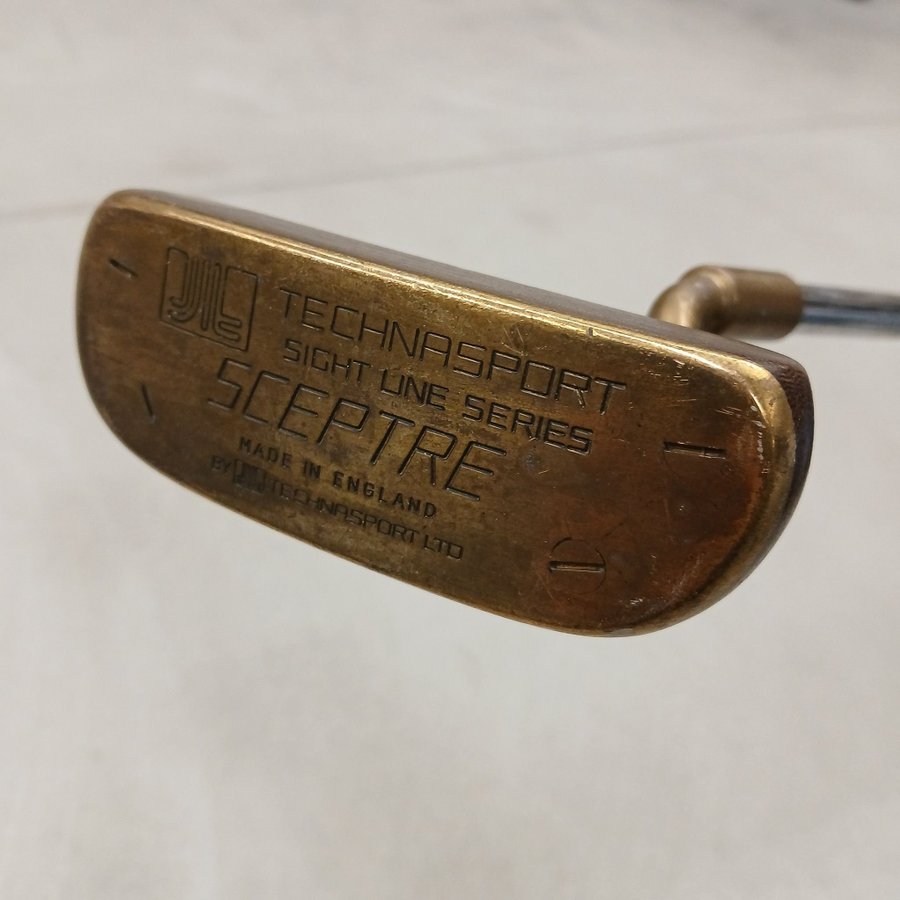 TECHNASPORT
SIGHT LINE SERIES
SCEPTRE
MADE IN ENGLAND
BY TECHNASPORT LTD